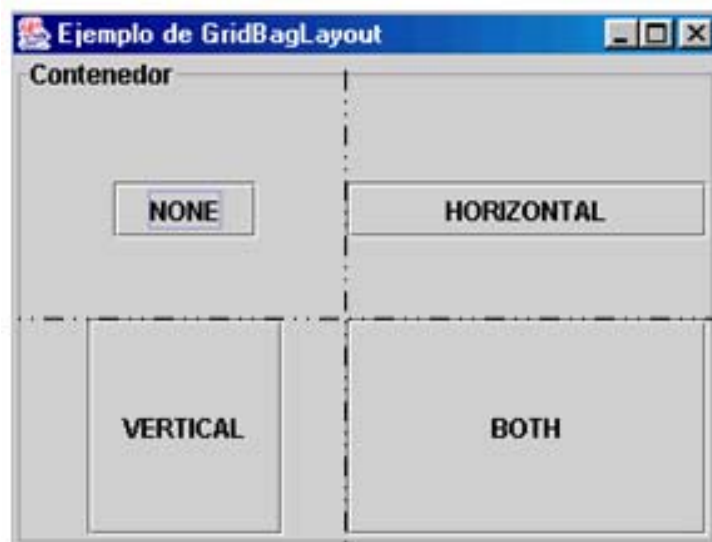 Ejemplo de GridBagLayout
Contenedor
NONE
HORIZONTAL
VERTICAL
BOTH